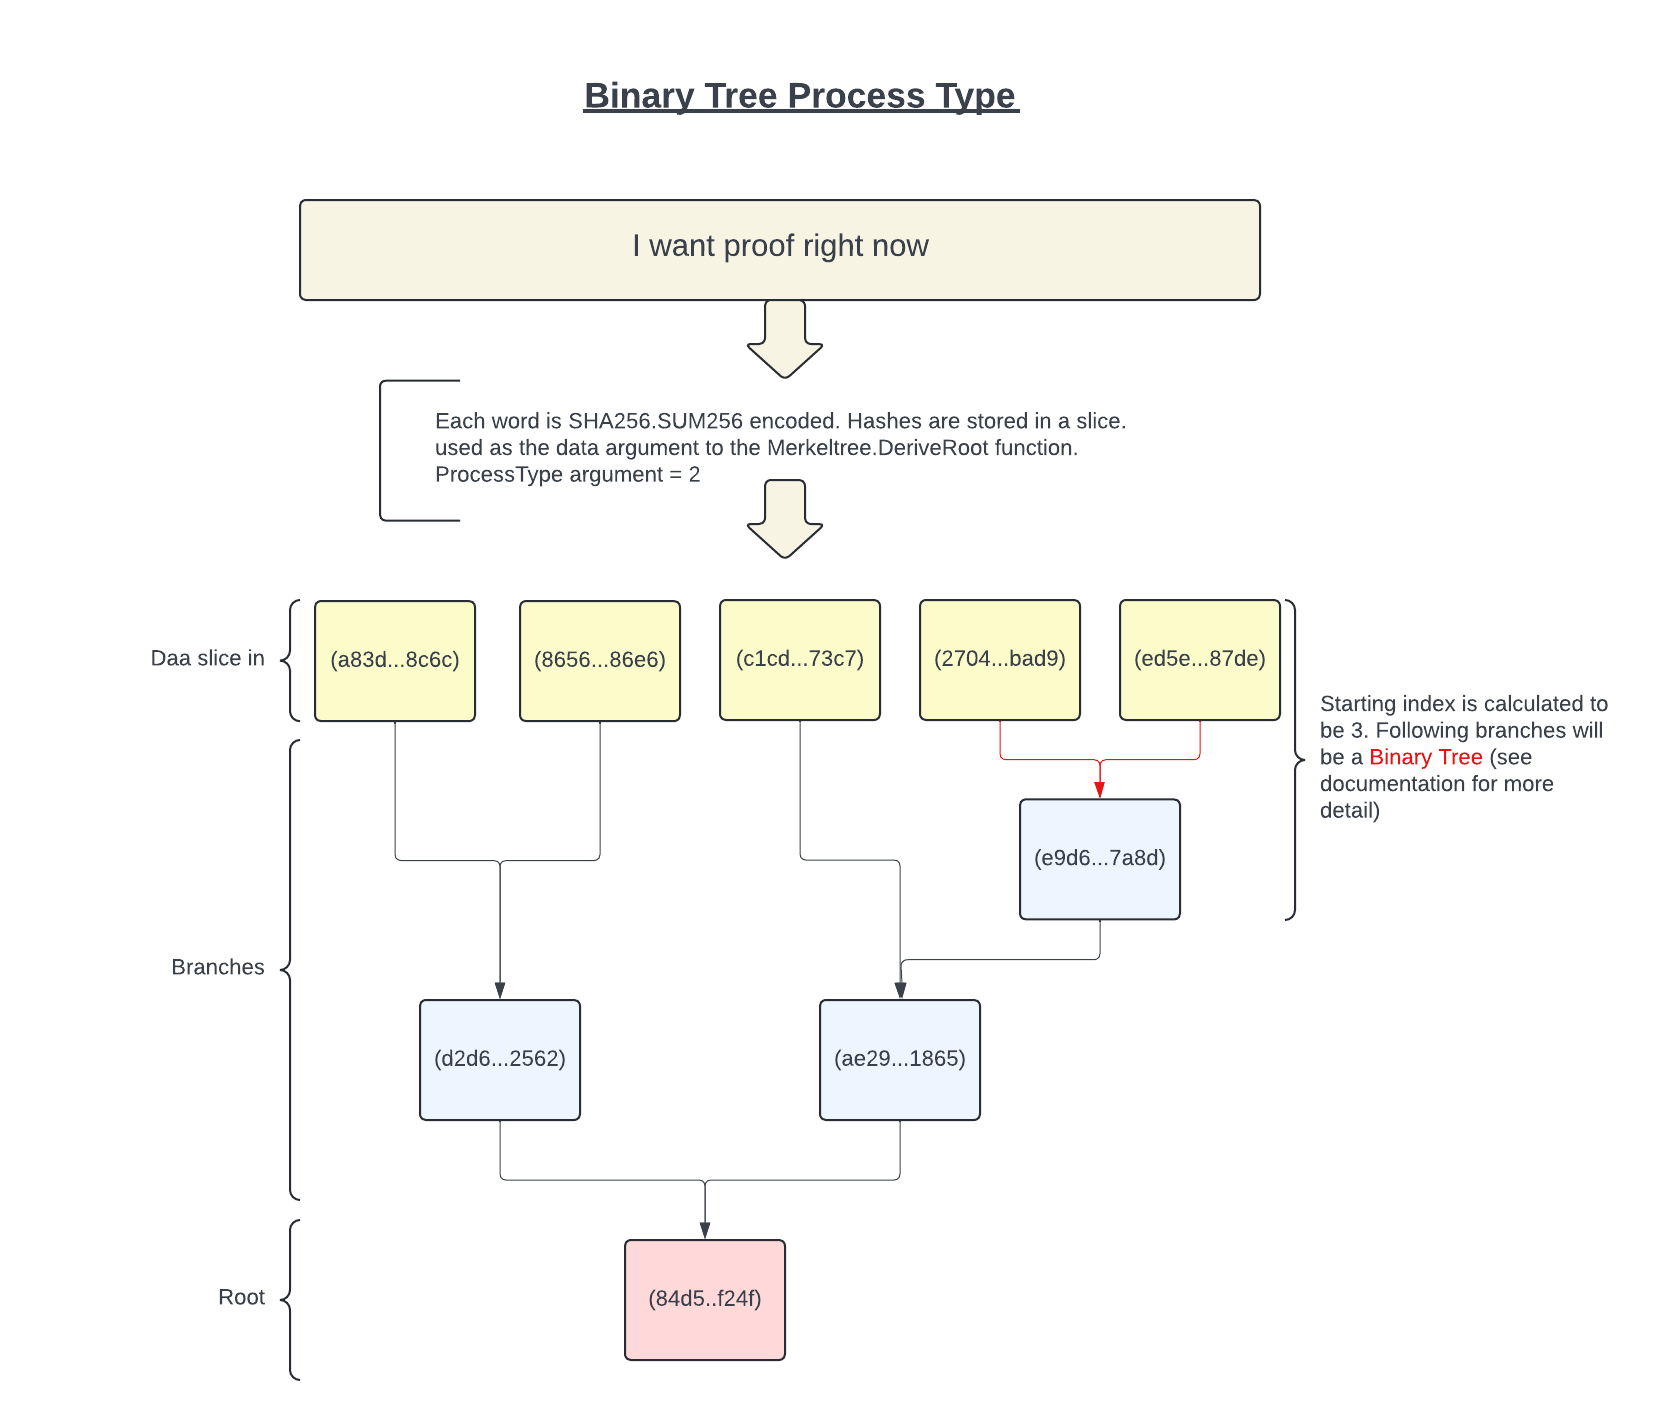 Binary Tree Process Type
I want proof right now
Each word is SHA256.SUM256 encoded. Hashes are stored in a slice.
used as the data argument to the Merkeltree.DeriveRoot function.
ProcessType argument = 2
Daa slice in
(a83d...8c6c)
(8656...86e6)
(c1cd...73c7)
(2704...bad9)
(ed5e...87de)
Starting index is calculated to
be 3. Following branches will
be a Binary Tree (see
documentation for more
detail)
(e9d6...7a8d)
Branches
(d2d6...2562)
(ae29...1865)
Root
(84d5..f24f)